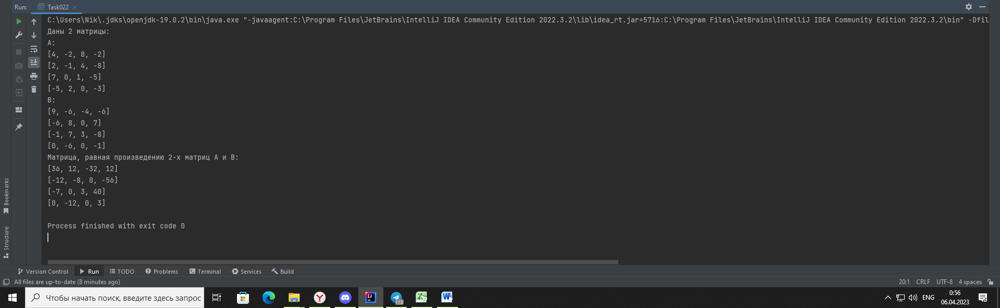 Run: Task022
C:\Users\Nik\.jdks\openjdk-19.0.2\bin\java.exe "-javaagent:C:\Program Files\JetBrains\IntelliJ IDEA Community Edition 2022.3.2\lib\idea_rt.jar=5716:C:\Program Files\JetBrains\IntelliJ IDEA Community Edition 2022.3.2\bin" -Dfil
Даны 2 матрицы:
A:
[4, -2, 8, -2]
[2, -1, 4, -8]
[7, 0, 1, -5]
[-5, 2, 0, -3]
B:
[9, -6, -4, -6]
[-6, 8, 0, 7]
[-1, 7, 3, -8]
[0, -6, 0, -1]
Матрица, равная произведению 2-х матриц A и B:
[36, 12, -32, 12]
[-12, -8, 0, -56]
[-7, 0, 3, 40]
[0, -12, 0, 3]
Process finished with exit code 0
Bookmarks
Structure
Version Control Run TODO Problems Terminal Services Build
All files are up-to-date (8 minutes ago) 20:1 CRLF UTF-8 4 spaces
Чтобы начать поиск, введите здесь запрос 112 ENG 0:56
06.04.2023